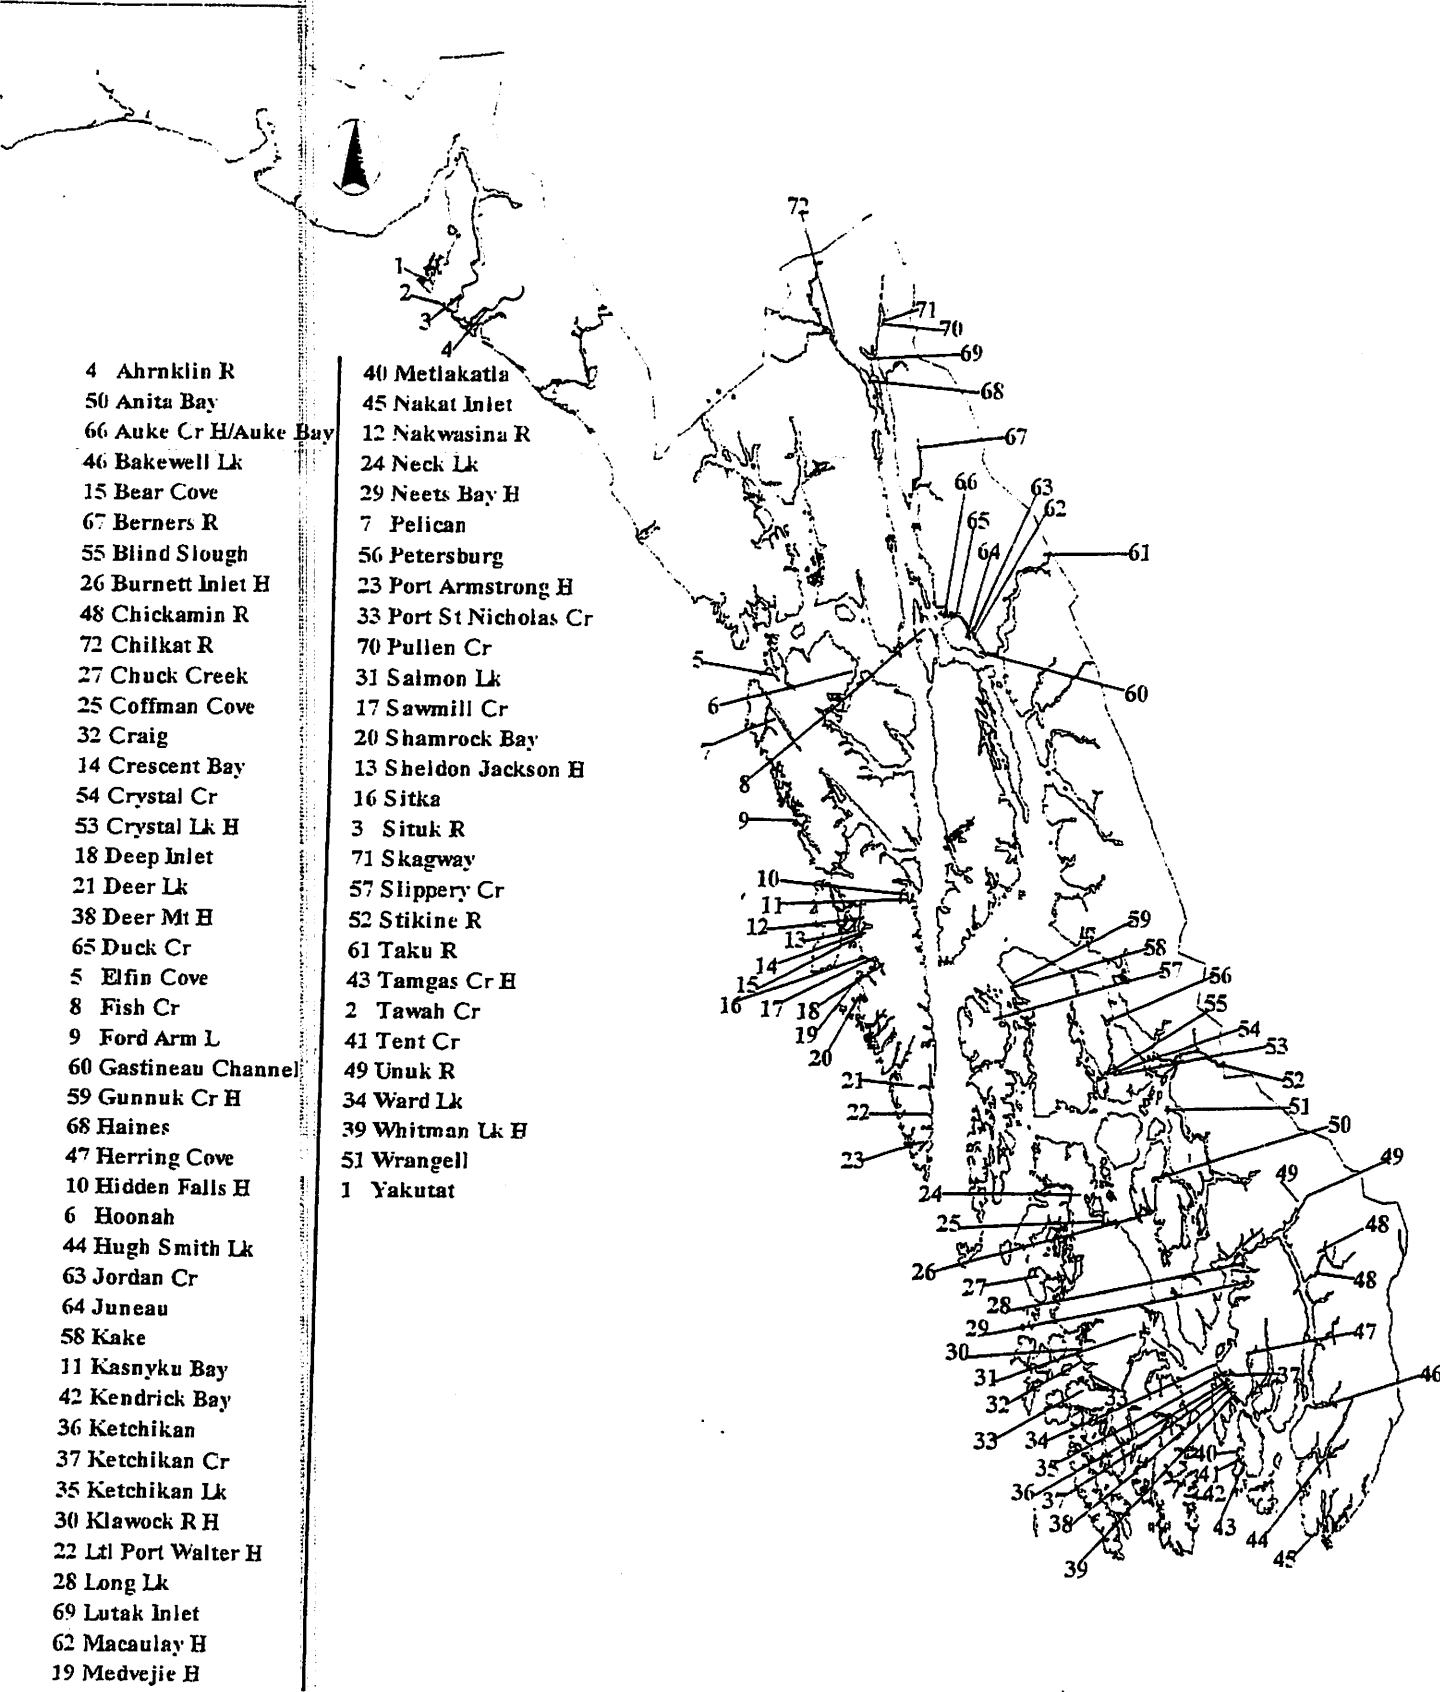 4 Ahrnklin R
50 Anita Bay
66 Auke Cr H/Auke Bay
46 Bakewell Lk
15 Bear Cove
67 Berners R
55 Blind Slough
26 Burnett Inlet H
48 Chickamin R
72 Chilkat R
27 Chuck Creek
25 Coffman Cove
32 Craig
14 Crescent Bay
54 Crystal Cr
53 Crystal Lk H
18 Deep Inlet
21 Deer Lk
38 Deer Mt H
65 Duck Cr
5 Elfin Cove
8 Fish Cr
9 Ford Arm L
60 Gastineau Channel
59 Gunnuk Cr H
68 Haines
47 Herring Cove
10 Hidden Falls H
6 Hoonah
44 Hugh Smith Lk
63 Jordan Cr
64 Juneau
58 Kake
11 Kasnyku Bay
42 Kendrick Bay
36 Ketchikan
37 Ketchikan Cr
35 Ketchikan Lk
30 Klawock R H
22 Ltl Port Walter H
28 Long Lk
69 Lutak Inlet
62 Macaulay H
19 Medvejie H
40 Metlakatla
45 Nakat Inlet
12 Nakwasina R
24 Neck Lk
29 Neets Bay H
7 Pelican
56 Petersburg
23 Port Armstrong H
33 Port St Nicholas Cr
70 Pullen Cr
31 Salmon Lk
17 Sawmill Cr
20 Shamrock Bay
13 Sheldon Jackson H
16 Sitka
3 Situk R
71 Skagway
57 Slippery Cr
52 Stikine R
61 Taku R
43 Tamgas Cr H
2 Tawah Cr
41 Tent Cr
49 Unuk R
34 Ward Lk
39 Whitman Lk H
51 Wrangell
1 Yakutat
1
2
3
4
72
71
70
69
68
67
66
65
64
63
62
61
60
5
6
8
9
10
11
12
13
14
15
16
17
18
19
20
21
22
23
59
58
57
56
55
54
53
52
51
50
49
49
48
48
47
46
24
25
26
27
28
29
30
31
32
33
33
34
35
36
37
37
38
39
40
41
42
43
44
45